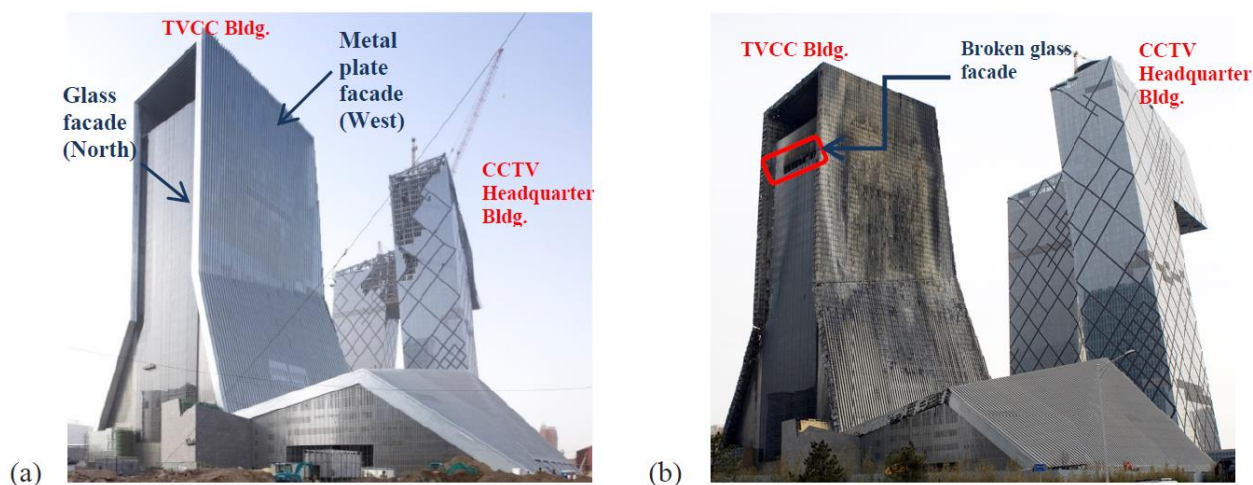 TVCC Bldg.
Metal
plate
facade
(West)
Glass
facade
(North)
CCTV
Headquarter
Bldg.
(a)
TVCC Bldg.
Broken glass
facade
CCTV
Headquarter
Bldg.
(b)